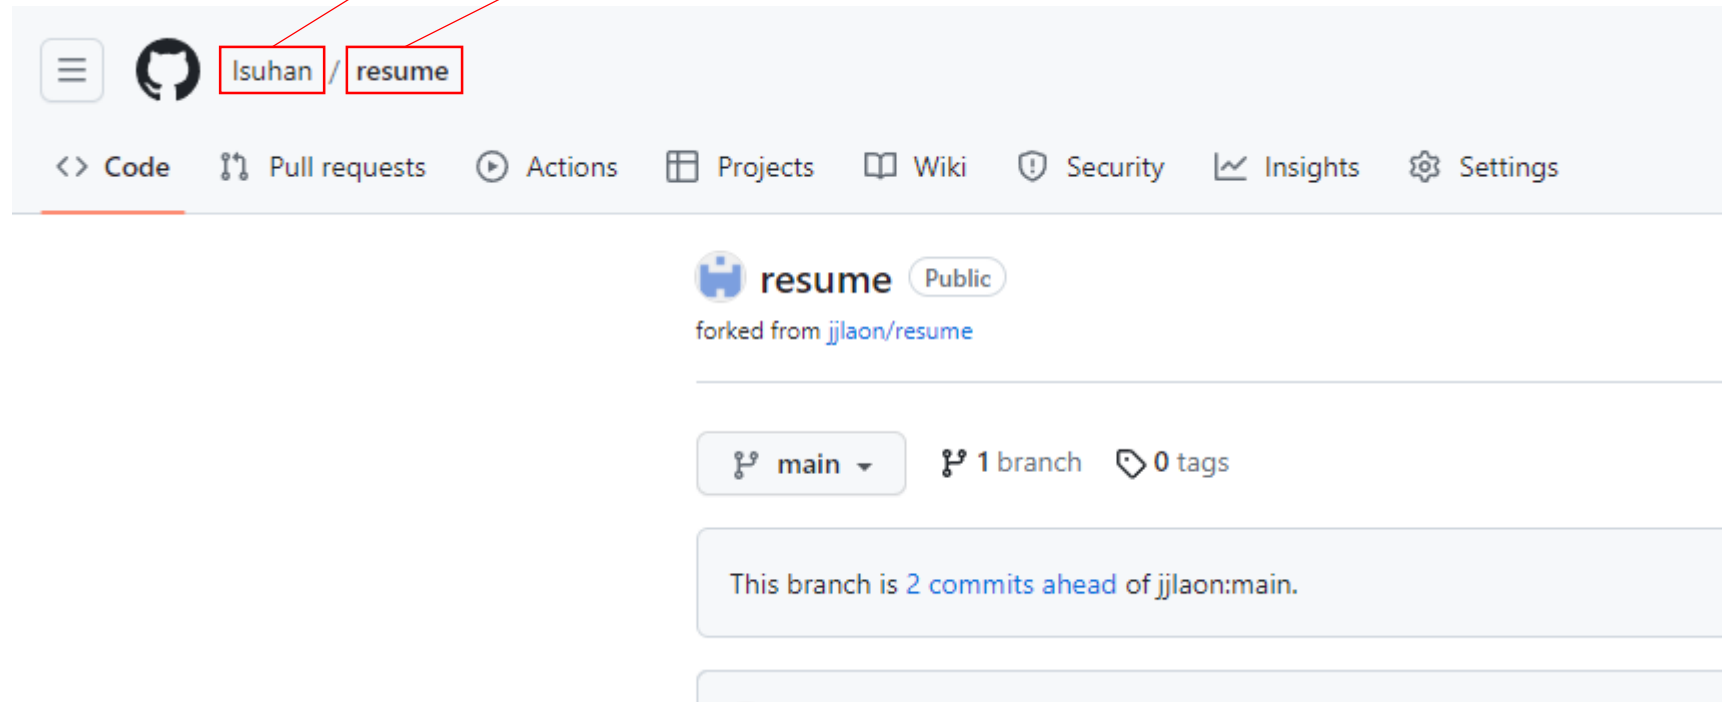 lsuhan / resume
Code Pull requests Actions Projects Wiki Security Insights Settings
resume Public
forked from jjlaon/resume
main 1 branch 0 tags
This branch is 2 commits ahead of jjlaon:main.